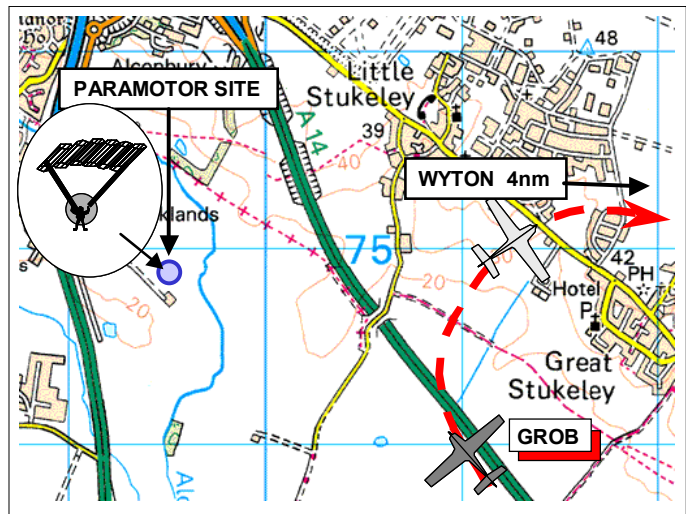 48
Alconbury
PARAMOTOR SITE
Little
Stukeley
39
A 14
40
WYTON 4nm
klands
75
20
42
PH
20
Hotel
P
Great
Stukeley
GROB